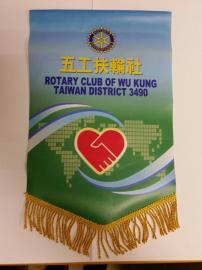 五工扶輪社
ROTARY CLUB OF WU KUNG
TAIWAN DISTRICT 3490